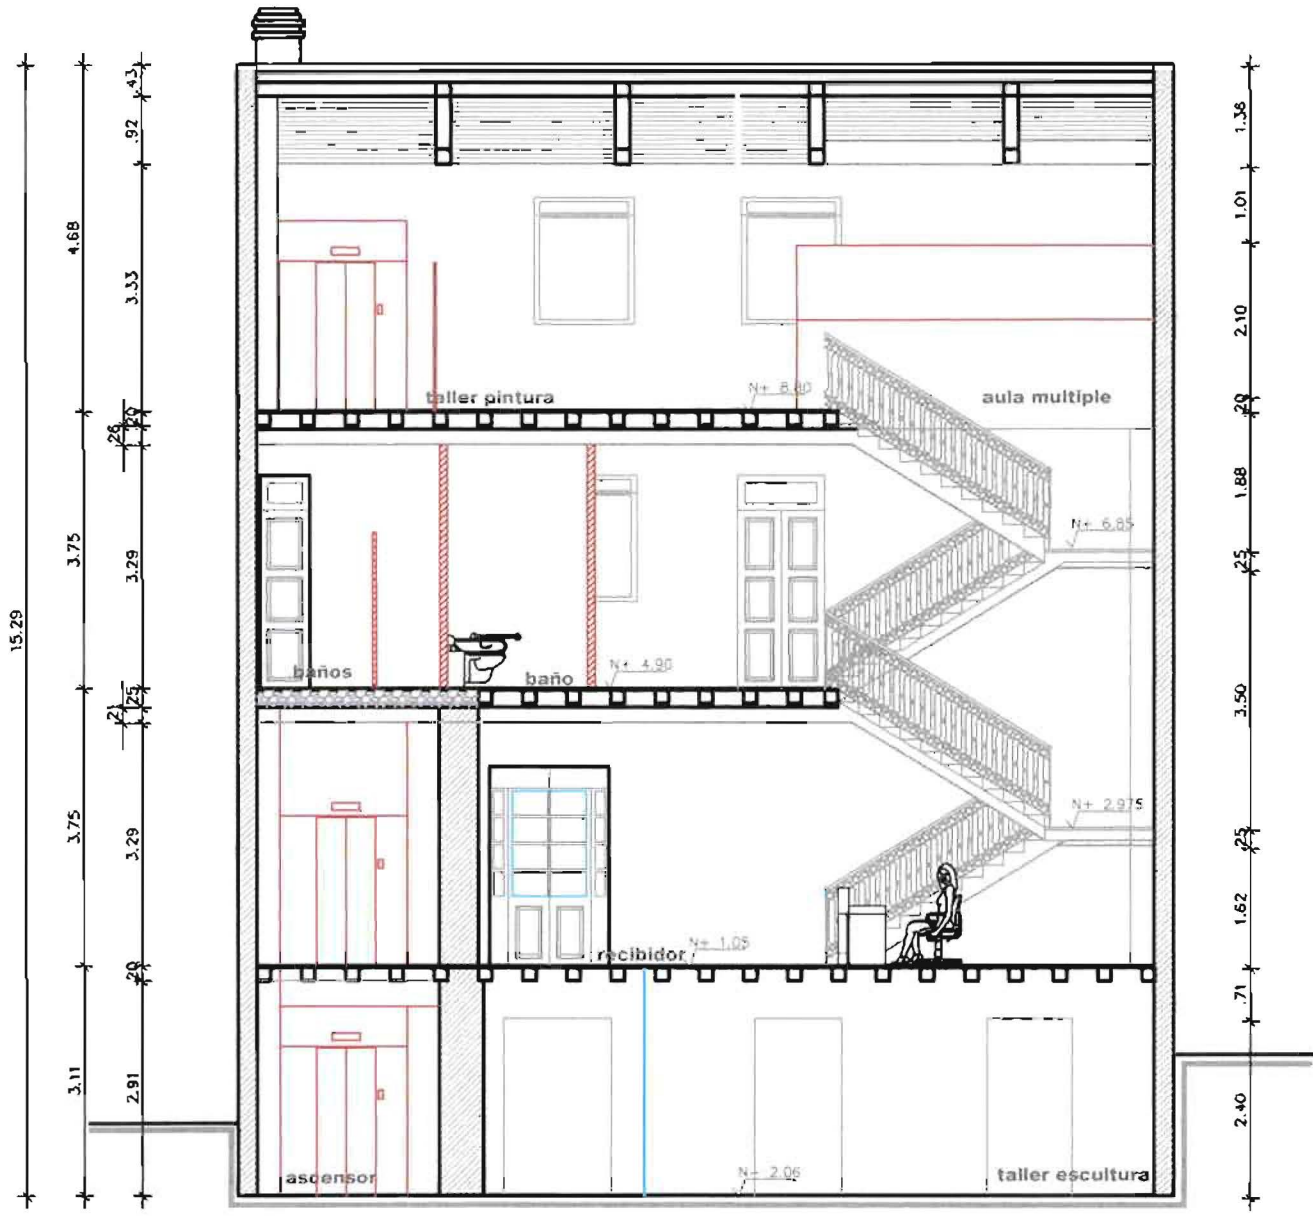 .43
.92
1.36
1.01
15.29
4.68
3.33
2.10
taller pintura
N+ 8.80
aula multiple
.20
.20
.26
1.88
3.75
3.29
N+ 6.85
.25
baños
baño
N+ 4.90
.25
.21
3.50
3.75
3.29
N+ 2.975
.25
1.62
recibidor
N+ 1.05
.20
.71
3.11
2.91
2.40
ascensor
N- 2.06
taller escultura